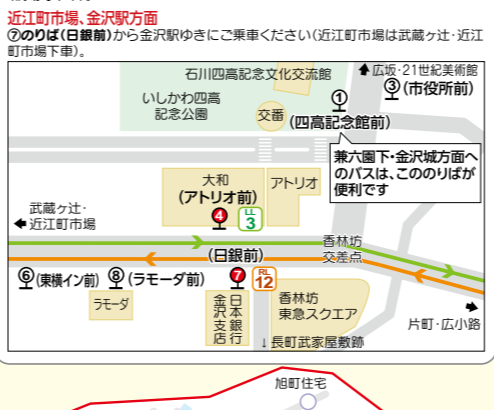 近江町市場、金沢駅方面
⑦のりば(日銀前)から金沢駅ゆきにご乗車ください(近江町市場は武蔵ヶ辻・近江
町市場下車)。
石川四高記念文化交流館
↑広坂・21世紀美術館
いしかわ四高
記念公園
交番
①
(四高記念館前)
③(市役所前)
兼六園下・金沢城方面へ
のバスは、こののりばが
便利です
大和
(アトリオ前)
アトリオ
4
LL
3
武蔵ヶ辻・
←近江町市場
香林坊
交差点
(日銀前)
⑥(東横イン前)
⑧(ラモーダ前)
7
RL
12
ラモーダ
日本銀行
金沢支店
香林坊
東急スクエア
↓長町武家屋敷跡
片町・広小路
旭町住宅